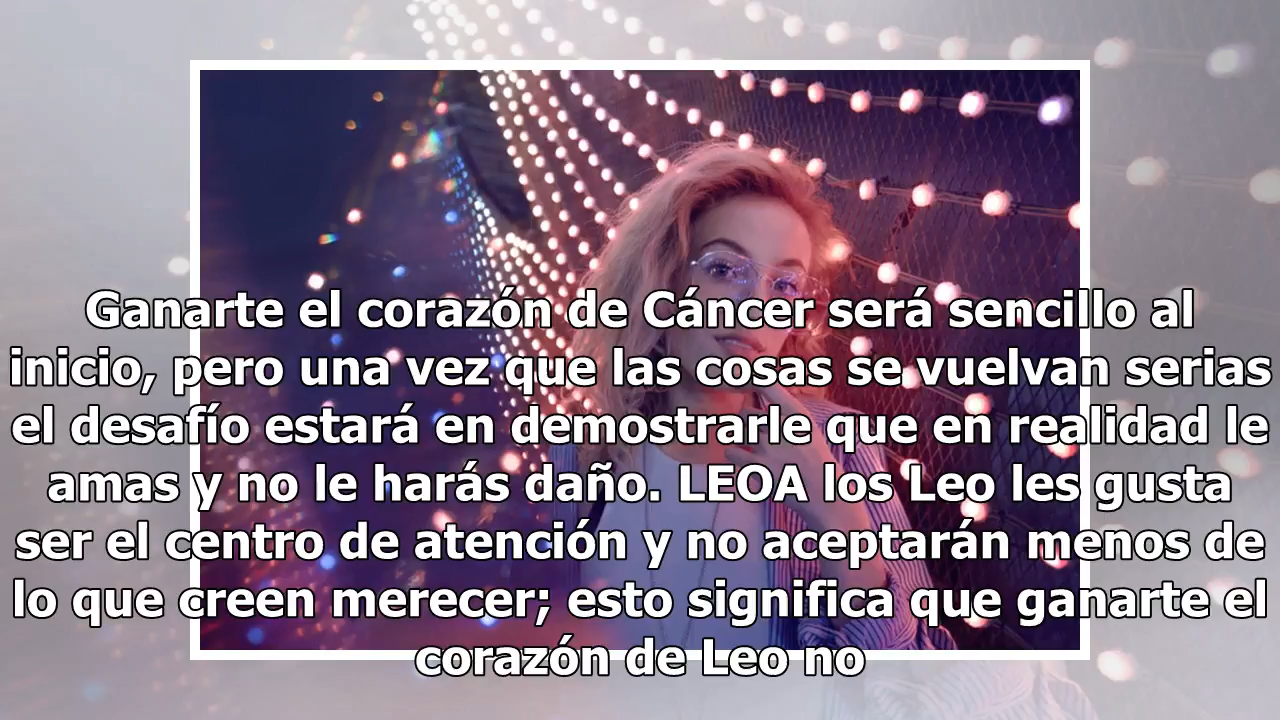 Ganarte el corazón de Cáncer será sencillo al
inicio, pero una vez que las cosas se vuelvan serias
el desafío estará en demostrarle que en realidad le
amas y no le harás daño. LEOA los Leo les gusta
ser el centro de atención y no aceptarán menos de
lo que creen merecer; esto significa que ganarte el
corazón de Leo no